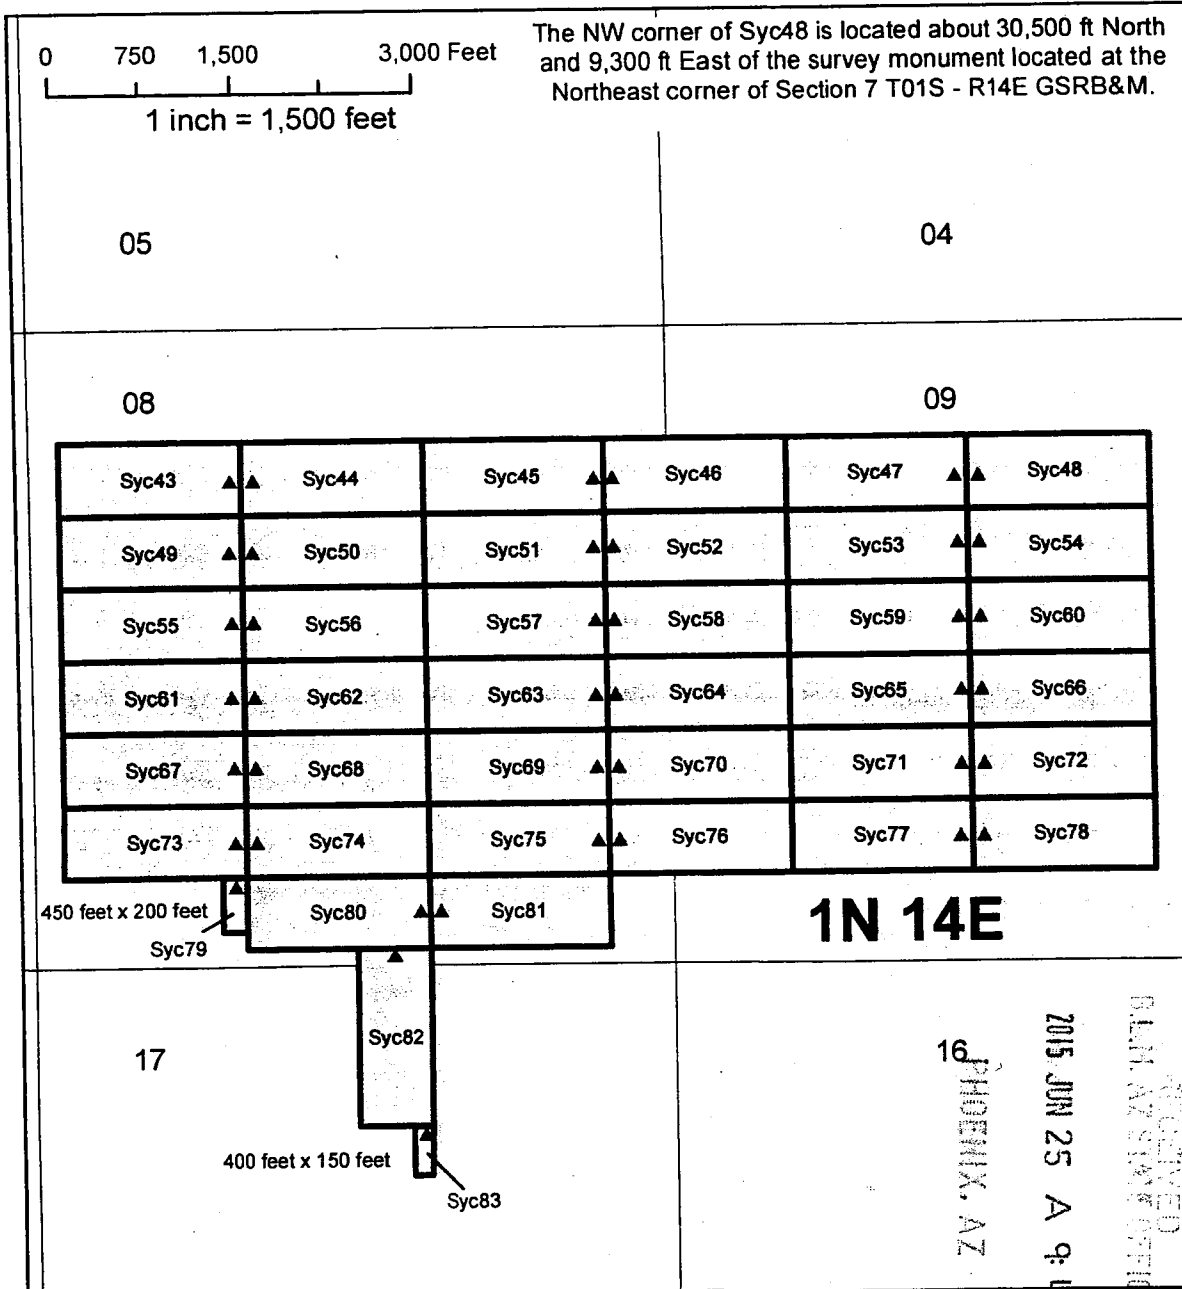 The NW corner of Syc48 is located about 30,500 ft North
and 9,300 ft East of the survey monument located at the
Northeast corner of Section 7 T01S - R14E GSRB&M.
0 750 1,500 3,000 Feet
1 inch = 1,500 feet
05 04
08 09
Syc43 Syc44 Syc45 Syc46 Syc47 Syc48
Syc49 Syc50 Syc51 Syc52 Syc53 Syc54
Syc55 Syc56 Syc57 Syc58 Syc59 Syc60
Syc61 Syc62 Syc63 Syc64 Syc65 Syc66
Syc67 Syc68 Syc69 Syc70 Syc71 Syc72
Syc73 Syc74 Syc75 Syc76 Syc77 Syc78
450 feet x 200 feet Syc80 Syc81
1N 14E
Syc79
Syc82
17 16
400 feet x 150 feet
Syc83
RECEIVED
B.L.M. AZ STATE OFFIC
2015 JUN 25 A 9:
PHOENIX, AZ